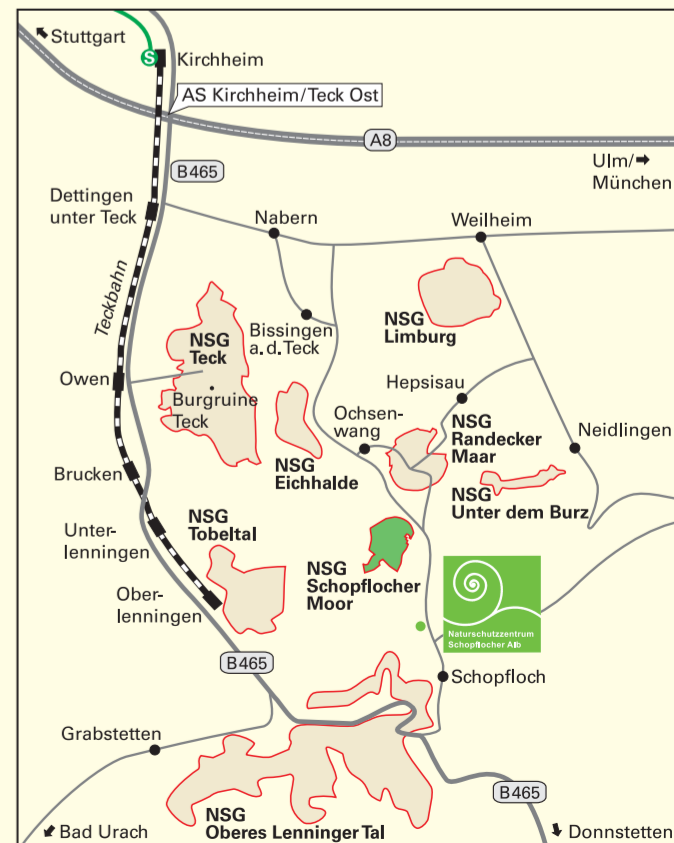 Stuttgart
S
Kirchheim
AS Kirchheim/Teck Ost
A8
B465
Ulm/
München
Dettingen
unter Teck
Nabern
Weilheim
Teckbahn
NSG
Teck
Bissingen
a.d.Teck
NSG
Limburg
Owen
Burgruine
Teck
Hepsisau
Ochsen-
wang
NSG
Randecker
Maar
Neidlingen
NSG
Eichhalde
Brucken
NSG
Unter dem Burz
NSG
Tobeltal
Unter-
lenningen
NSG
Schopflocher
Moor
Ober-
lenningen
Naturschutzzentrum
Schopflocher Alb
B465
Schopfloch
Grabstetten
B465
NSG
Oberes Lenninger Tal
Bad Urach
Donnstetten